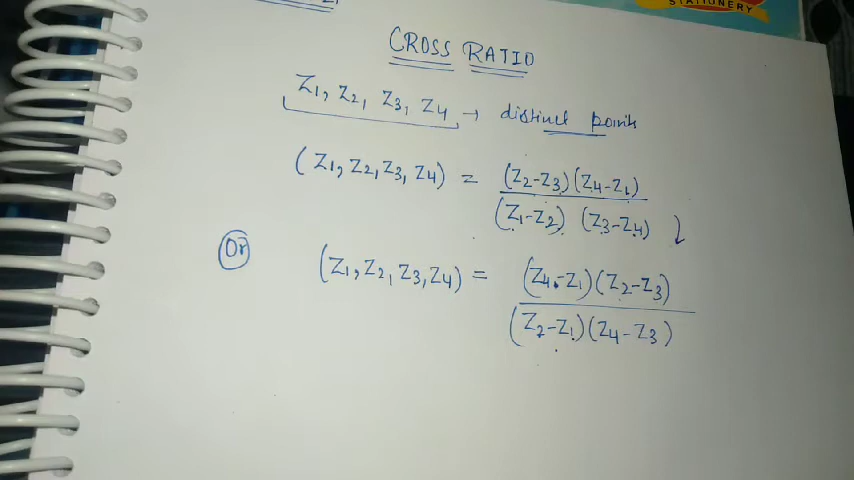 STATIONERY
CROSS RATIO
Z1, Z2, Z3, Z4 → distinct points
(Z1, Z2, Z3, Z4) = (Z2-Z3)(Z4-Z1)
(Z1-Z2) (Z3-Z4)
Or (Z1, Z2, Z3, Z4) = (Z4-Z1)(Z2-Z3)
(Z2-Z1)(Z4-Z3)